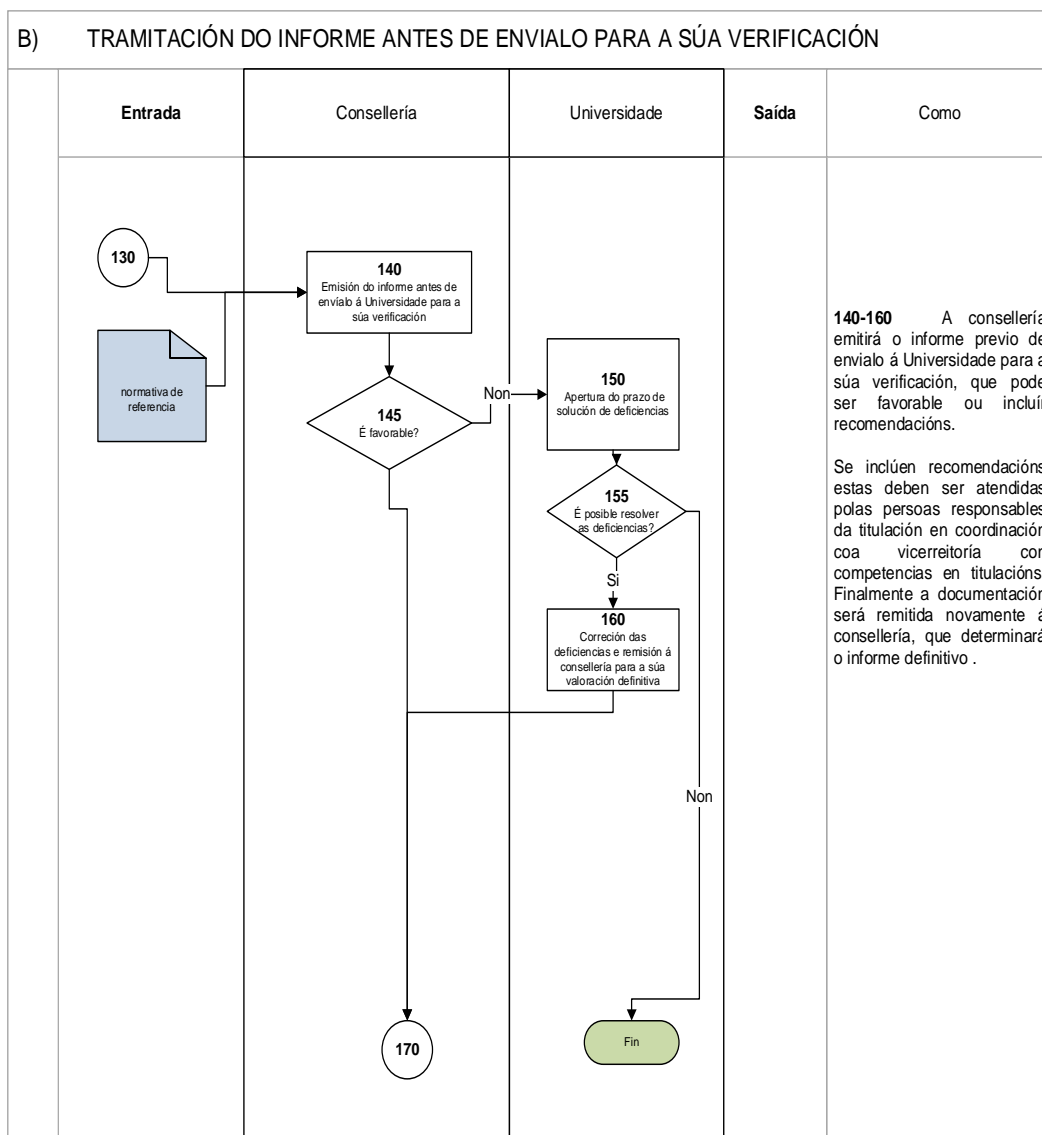 B) TRAMITACIÓN DO INFORME ANTES DE ENVIALO PARA A SÚA VERIFICACIÓN
Entrada
Consellería
Universidade
Saída
Como
130
normativa de
referencia
140
Emisión do informe antes de
envíalo á Universidade para a
súa verificación
145
É favorable?
Non
150
Apertura do prazo de
solución de deficiencias
155
É posible resolver
as deficiencias?
Si
160
Correción das
deficiencias e remisión á
consellería para a súa
valoración definitiva
Non
170
Fin
140-160 A consellería
emitirá o informe previo de
envialo á Universidade para a
súa verificación, que pode
ser favorable ou incluír
recomendacións.
Se inclúen recomendacións
estas deben ser atendidas
polas persoas responsables
da titulación en coordinación
coa vicerreitoría con
competencias en titulacións
Finalmente a documentación
será remitida novamente á
consellería, que determinará
o informe definitivo .